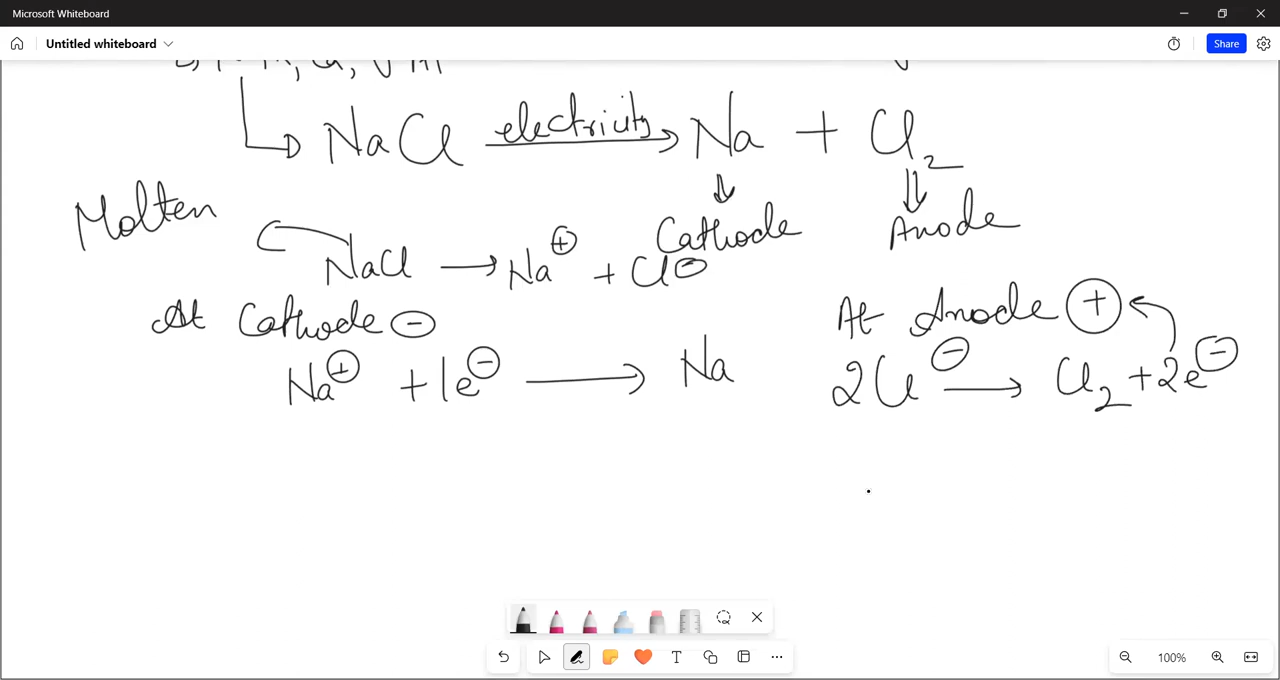 Microsoft Whiteboard
Untitled whiteboard
Share
NaCl electricity → Na + Cl₂
Molten
Cathode
Anode
NaCl → Na⊕ + Cl⊖
At Cathode ⊖
At Anode ⊕
Na⊕ + 1e⊖ → Na
2Cl⊖ → Cl₂ + 2e⊖
T
100%